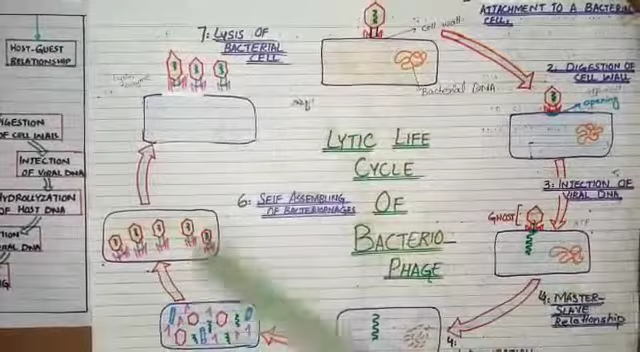 HOST-GUEST
RELATIONSHIP
DIGESTION
OF CELL WALL
INJECTION
OF VIRAL DNA
HYDROLYZATION
OF HOST DNA
7: LYSIS OF
BACTERIAL
CELL
ATTACHMENT TO A BACTERIAL
CELL.
Cell wall
Bacterial DNA
2: DIGESTION OF
CELL WALL
opening
3: INJECTION OF
VIRAL DNA
GHOST
LYTIC LIFE
CYCLE
OF
BACTERIO
PHAGE
6: SELF ASSEMBLING
OF BACTERIOPHAGES
4: MASTER-
SLAVE
Relationship
4: